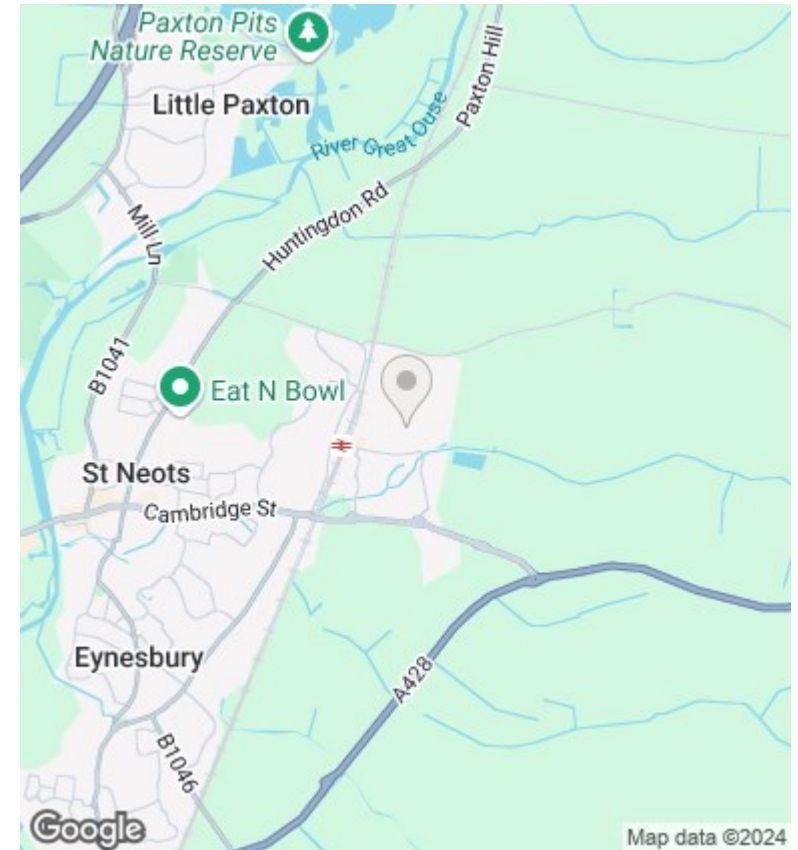 Paxton Pits
Nature Reserve
Little Paxton
Paxton Hill
River Great Ouse
Mill Ln
Huntingdon Rd
B1041
Eat N Bowl
St Neots
Cambridge St
Eynesbury
A428
B1046
Google
Map data ©2024